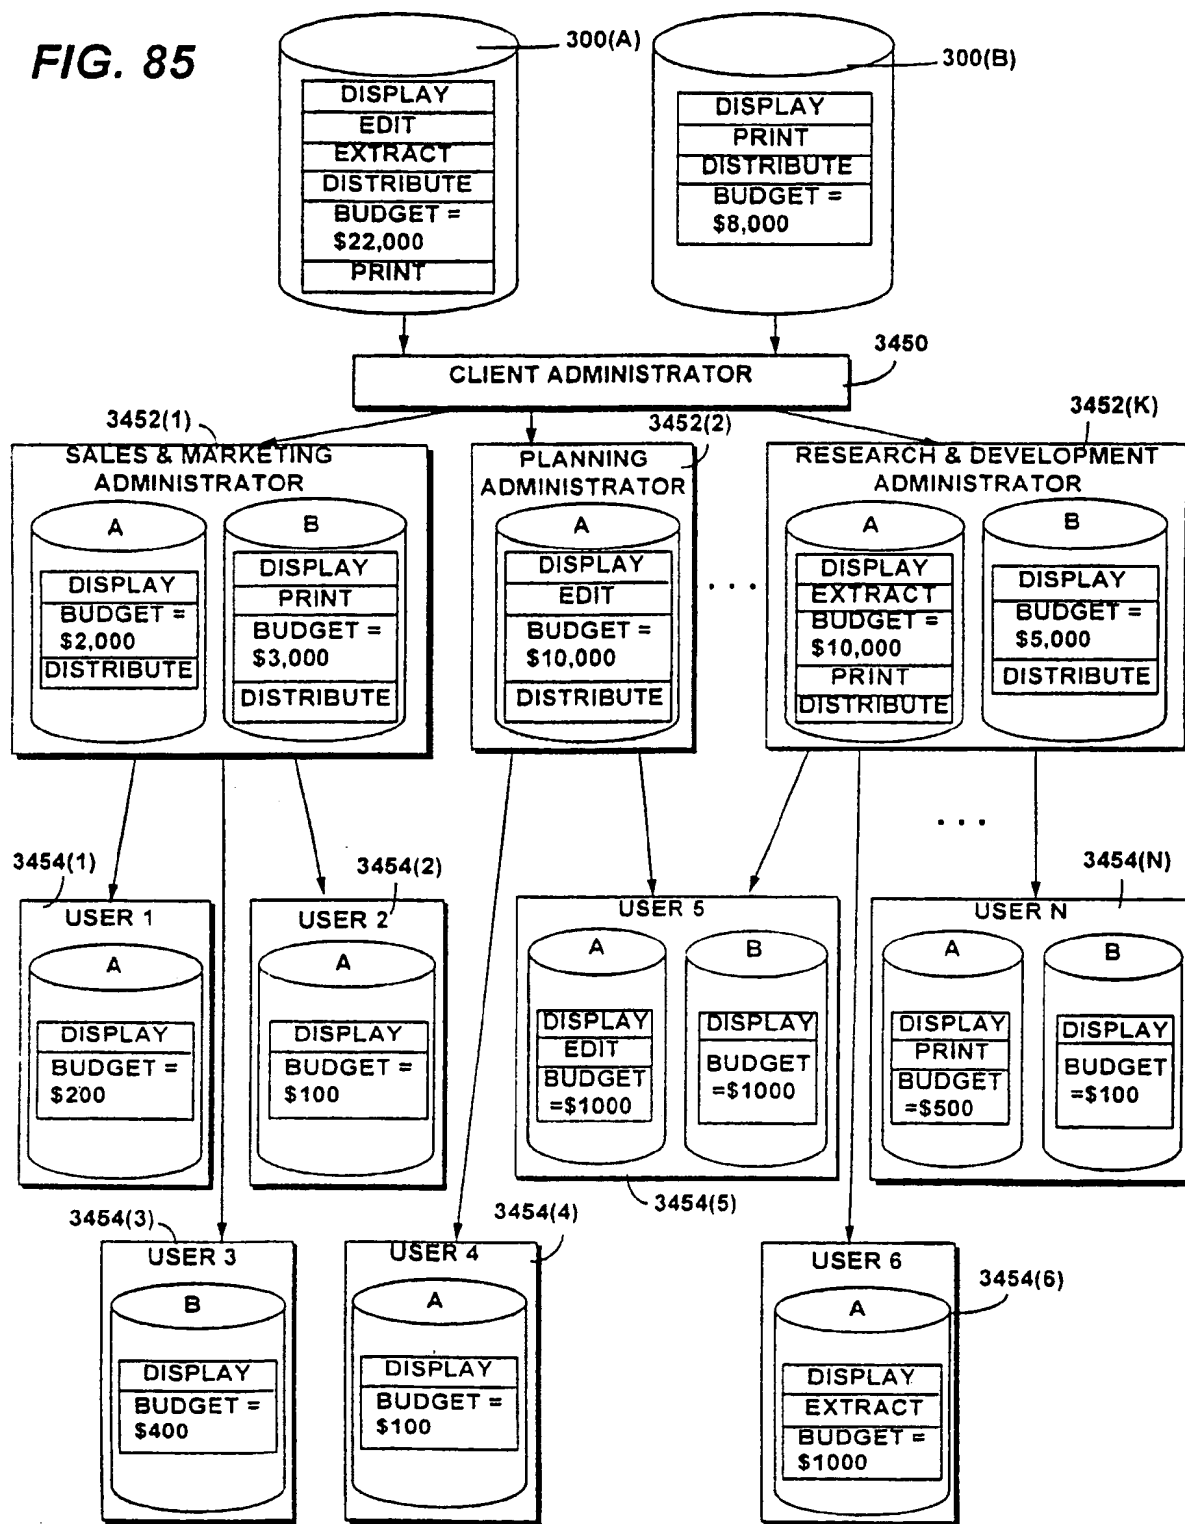 FIG. 85
300(A)
DISPLAY
EDIT
EXTRACT
DISTRIBUTE
BUDGET =
$22,000
PRINT
300(B)
DISPLAY
PRINT
DISTRIBUTE
BUDGET =
$8,000
3450
CLIENT ADMINISTRATOR
3452(1)
SALES & MARKETING
ADMINISTRATOR
A
DISPLAY
BUDGET =
$2,000
DISTRIBUTE
B
DISPLAY
PRINT
BUDGET =
$3,000
DISTRIBUTE
3452(2)
PLANNING
ADMINISTRATOR
A
DISPLAY
EDIT
BUDGET =
$10,000
DISTRIBUTE
. . .
3452(K)
RESEARCH & DEVELOPMENT
ADMINISTRATOR
A
DISPLAY
EXTRACT
BUDGET =
$10,000
PRINT
DISTRIBUTE
B
DISPLAY
BUDGET =
$5,000
DISTRIBUTE
. . .
3454(1)
USER 1
A
DISPLAY
BUDGET =
$200
3454(2)
USER 2
A
DISPLAY
BUDGET =
$100
USER 5
A
DISPLAY
EDIT
BUDGET
=$1000
B
DISPLAY
BUDGET
=$1000
3454(5)
3454(N)
USER N
A
DISPLAY
PRINT
BUDGET
=$500
B
DISPLAY
BUDGET
=$100
3454(3)
USER 3
B
DISPLAY
BUDGET =
$400
3454(4)
USER 4
A
DISPLAY
BUDGET =
$100
USER 6
3454(6)
A
DISPLAY
EXTRACT
BUDGET =
$1000